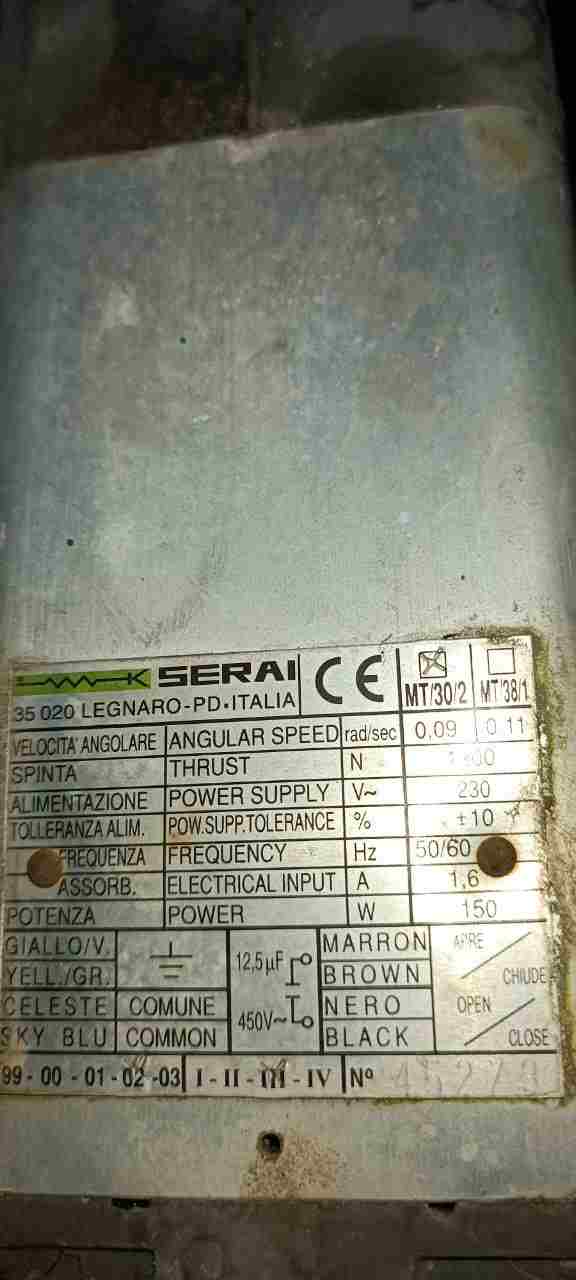 SERAI
35 020 LEGNARO-PD•ITALIA
CE
MT/30/2 MT/38/1
VELOCITA' ANGOLARE ANGULAR SPEED rad/sec 0,09 0 11
SPINTA THRUST N
ALIMENTAZIONE POWER SUPPLY V~ 230
TOLLERANZA ALIM. POW.SUPP.TOLERANCE % ±10
FREQUENZA FREQUENCY Hz 50/60
ASSORB. ELECTRICAL INPUT A 1,6
POTENZA POWER W 150
GIALLO/V. 12,5µF MARRON APRE
YELL./GR. BROWN CHIUDE
CELESTE COMUNE 450V~ NERO OPEN
SKY BLU COMMON BLACK CLOSE
99 - 00 - 01 - 02 - 03 I - II - III - IV Nº